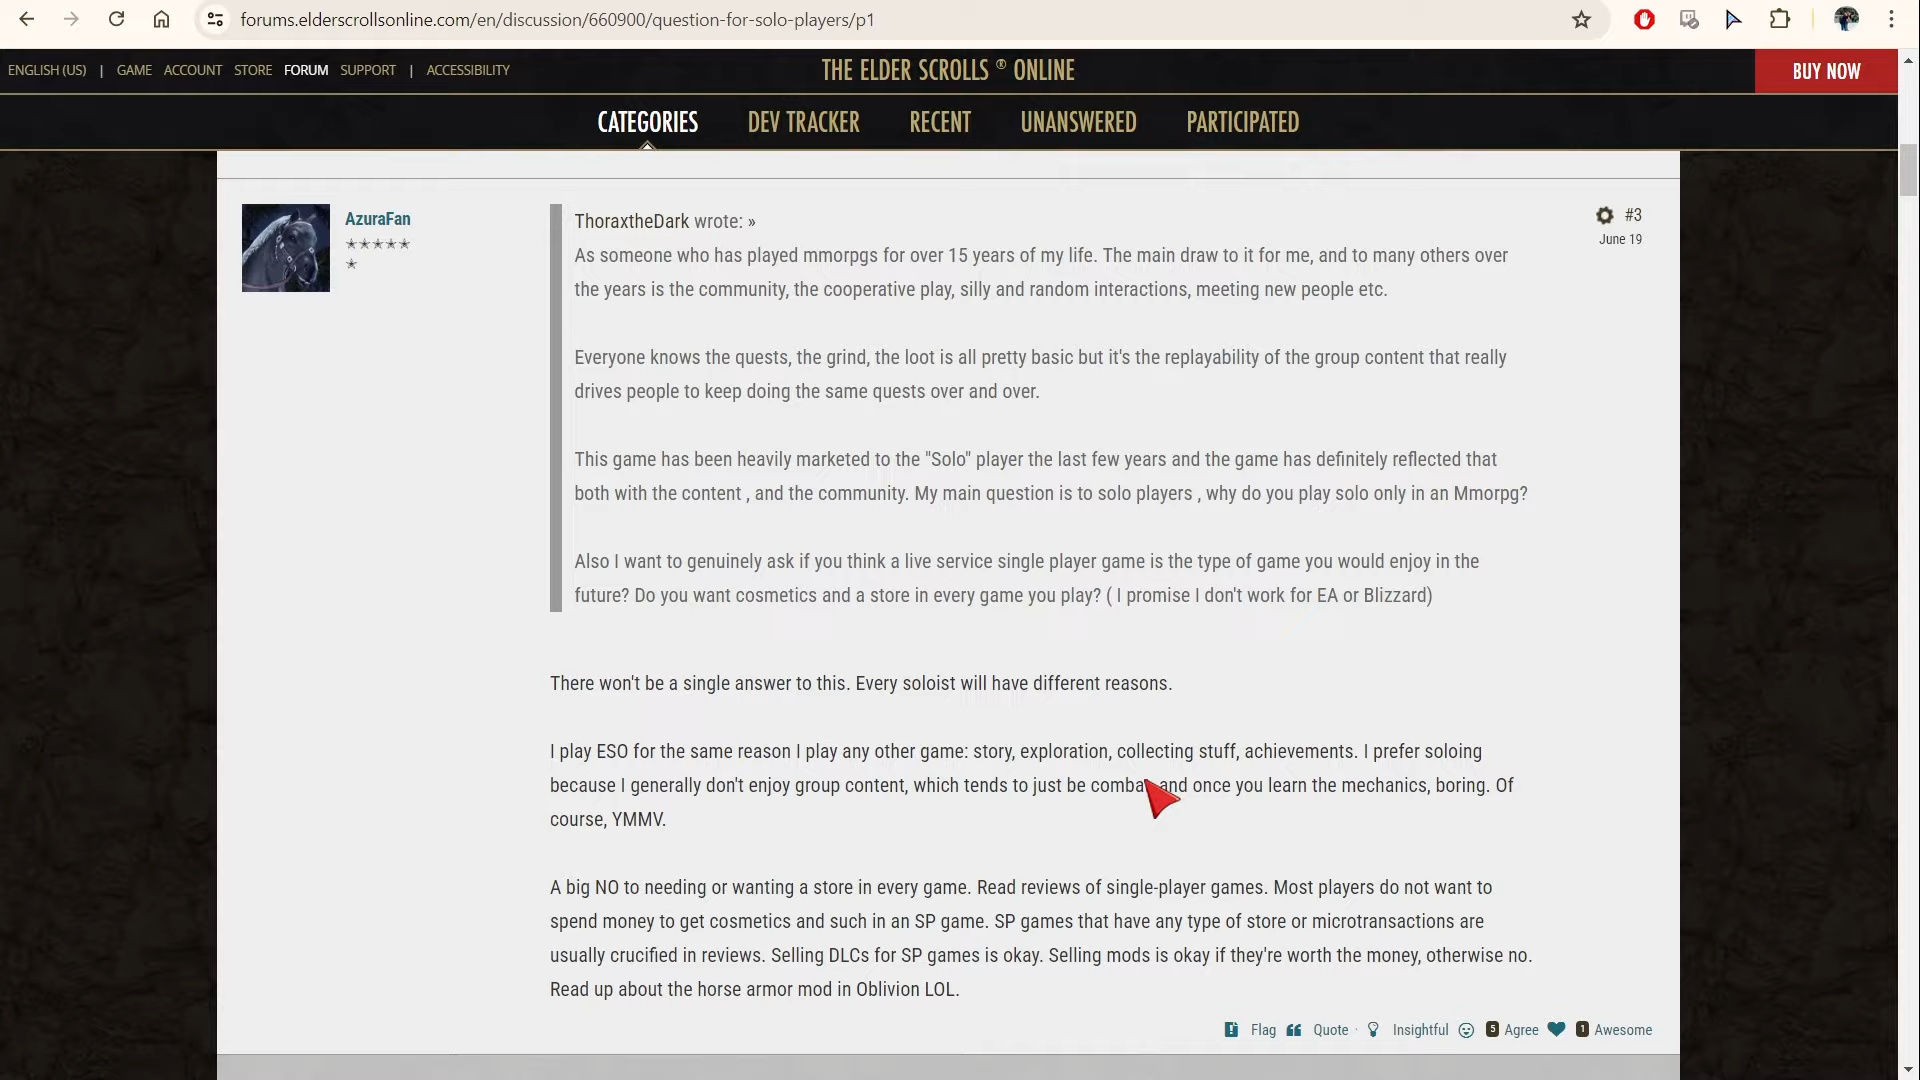 forums.elderscrollsonline.com/en/discussion/660900/question-for-solo-players/p1
ENGLISH (US) | GAME ACCOUNT STORE FORUM SUPPORT | ACCESSIBILITY
THE ELDER SCROLLS ® ONLINE
BUY NOW
CATEGORIES DEV TRACKER RECENT UNANSWERED PARTICIPATED
AzuraFan
ThoraxtheDark wrote: »
#3
June 19
As someone who has played mmorpgs for over 15 years of my life. The main draw to it for me, and to many others over
the years is the community, the cooperative play, silly and random interactions, meeting new people etc.
Everyone knows the quests, the grind, the loot is all pretty basic but it's the replayability of the group content that really
drives people to keep doing the same quests over and over.
This game has been heavily marketed to the "Solo" player the last few years and the game has definitely reflected that
both with the content , and the community. My main question is to solo players , why do you play solo only in an Mmorpg?
Also I want to genuinely ask if you think a live service single player game is the type of game you would enjoy in the
future? Do you want cosmetics and a store in every game you play? ( I promise I don't work for EA or Blizzard)
There won't be a single answer to this. Every soloist will have different reasons.
I play ESO for the same reason I play any other game: story, exploration, collecting stuff, achievements. I prefer soloing
because I generally don't enjoy group content, which tends to just be combat and once you learn the mechanics, boring. Of
course, YMMV.
A big NO to needing or wanting a store in every game. Read reviews of single-player games. Most players do not want to
spend money to get cosmetics and such in an SP game. SP games that have any type of store or microtransactions are
usually crucified in reviews. Selling DLCs for SP games is okay. Selling mods is okay if they're worth the money, otherwise no.
Read up about the horse armor mod in Oblivion LOL.
Flag Quote · Insightful 5 Agree 1 Awesome